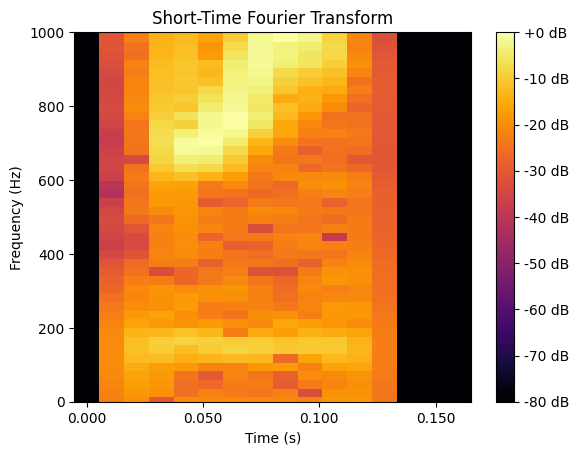 Short-Time Fourier Transform
Frequency (Hz)
1000
800
600
400
200
0
0.000
0.050
0.100
0.150
Time (s)
+0 dB
-10 dB
-20 dB
-30 dB
-40 dB
-50 dB
-60 dB
-70 dB
-80 dB